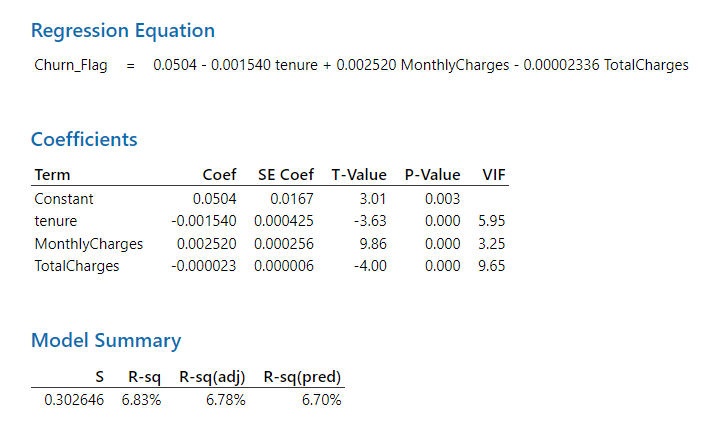 Regression Equation
Churn_Flag = 0.0504 - 0.001540 tenure + 0.002520 MonthlyCharges - 0.00002336 TotalCharges
Coefficients
Term Coef SE Coef T-Value P-Value VIF
Constant 0.0504 0.0167 3.01 0.003
tenure -0.001540 0.000425 -3.63 0.000 5.95
MonthlyCharges 0.002520 0.000256 9.86 0.000 3.25
TotalCharges -0.000023 0.000006 -4.00 0.000 9.65
Model Summary
S R-sq R-sq(adj) R-sq(pred)
0.302646 6.83% 6.78% 6.70%